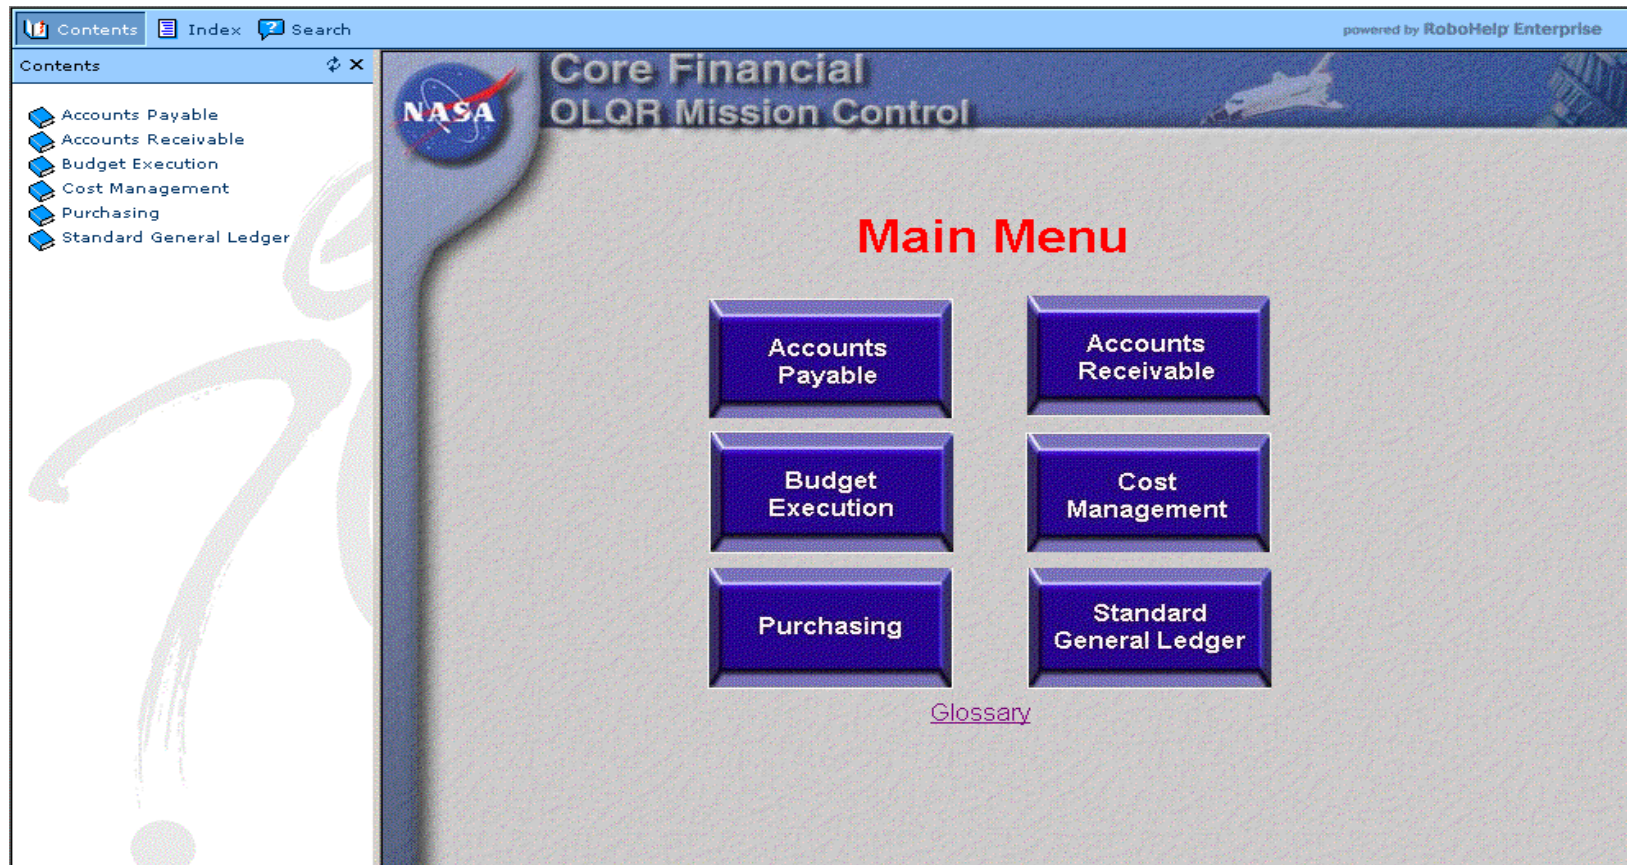 Contents Index Search
powered by RoboHelp Enterprise
Contents
Accounts Payable
Accounts Receivable
Budget Execution
Cost Management
Purchasing
Standard General Ledger
NASA
Core Financial
OLQR Mission Control
Main Menu
Accounts
Payable
Accounts
Receivable
Budget
Execution
Cost
Management
Purchasing
Standard
General Ledger
Glossary